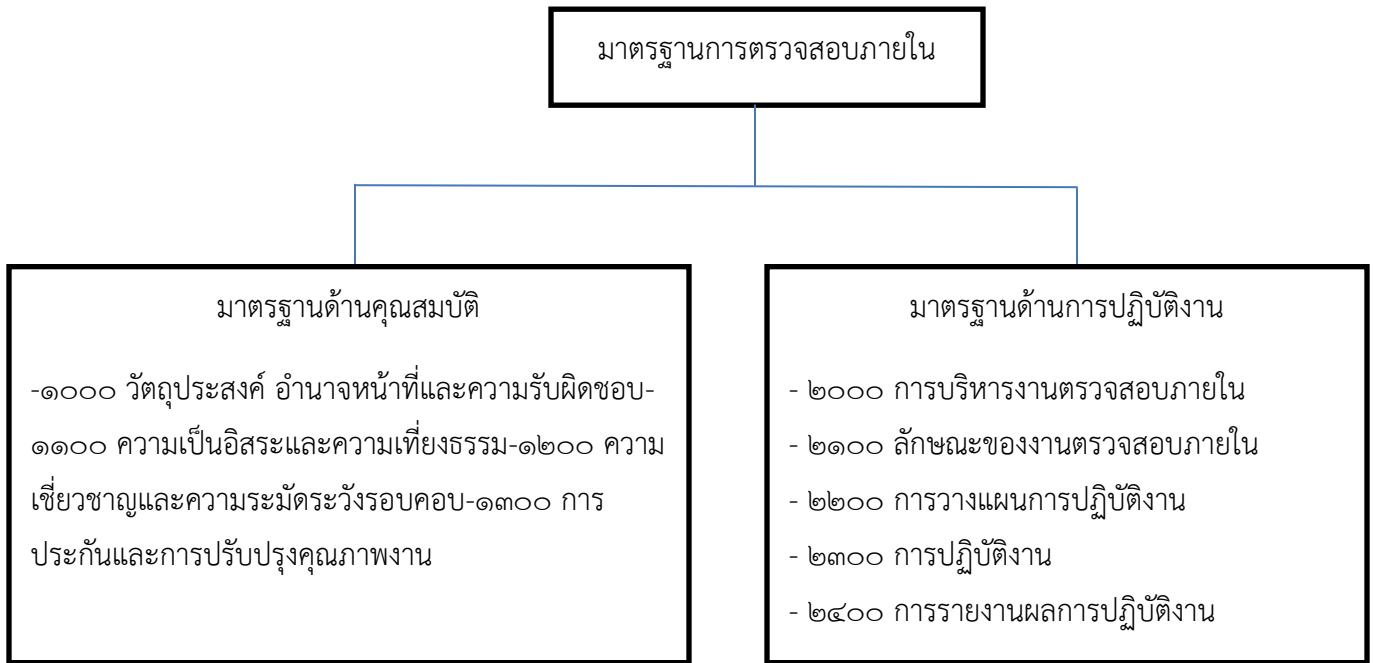 มาตรฐานการตรวจสอบภายใน
มาตรฐานด้านคุณสมบัติ
-๑๐๐๐ วัตถุประสงค์ อำนาจหน้าที่และความรับผิดชอบ-
๑๑๐๐ ความเป็นอิสระและความเที่ยงธรรม-๑๒๐๐ ความ
เชี่ยวชาญและความระมัดระวังรอบคอบ-๑๓๐๐ การ
ประกันและการปรับปรุงคุณภาพงาน
มาตรฐานด้านการปฏิบัติงาน
- ๒๐๐๐ การบริหารงานตรวจสอบภายใน
- ๒๑๐๐ ลักษณะของงานตรวจสอบภายใน
- ๒๒๐๐ การวางแผนการปฏิบัติงาน
- ๒๓๐๐ การปฏิบัติงาน
- ๒๔๐๐ การรายงานผลการปฏิบัติงาน